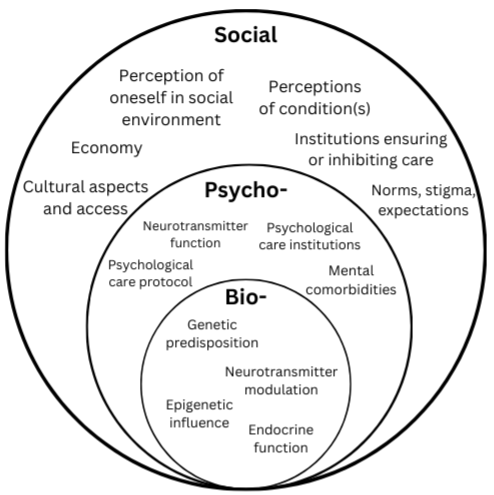 Social
Perception of
oneself in social
environment
Perceptions
of condition(s)
Economy
Institutions ensuring
or inhibiting care
Cultural aspects
and access
Norms, stigma,
expectations
Psycho-
Neurotransmitter
function
Psychological
care institutions
Psychological
care protocol
Mental
comorbidities
Bio-
Genetic
predisposition
Neurotransmitter
modulation
Epigenetic
influence
Endocrine
function